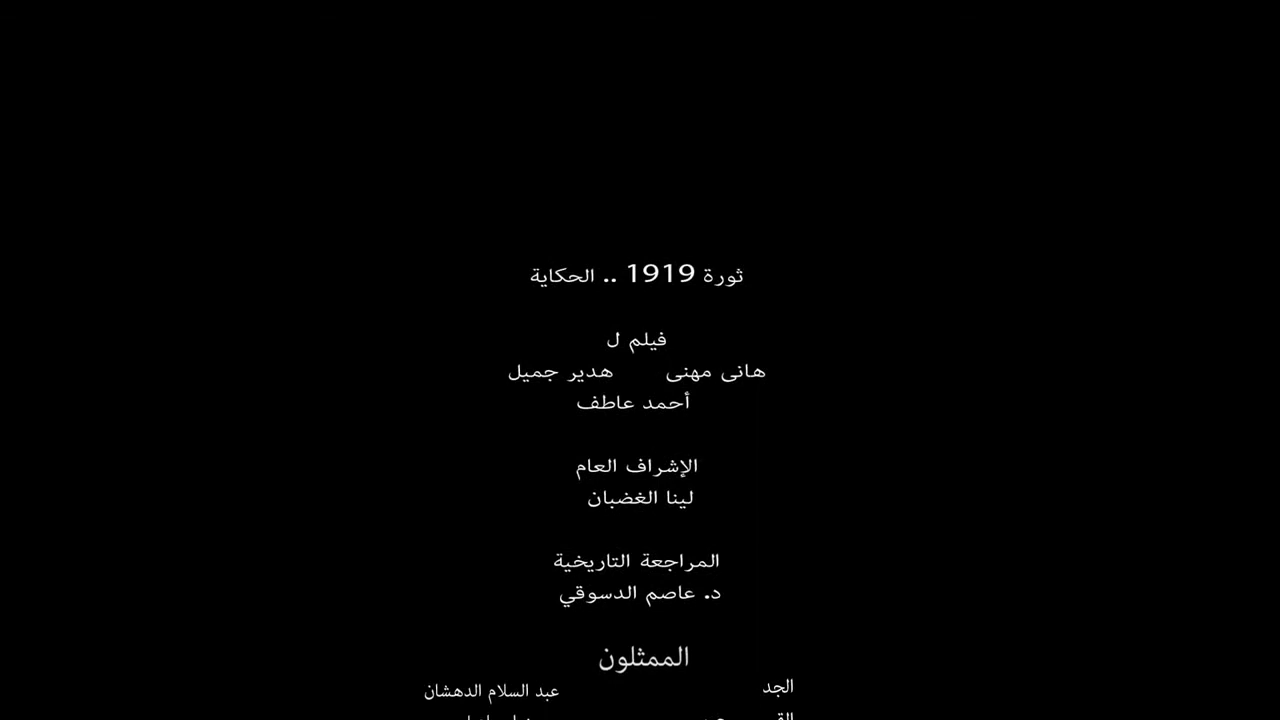 ثورة 1919 .. الحكاية
فيلم ل
هانى مهنى هدير جميل
أحمد عاطف
الإشراف العام
لينا الغضبان
المراجعة التاريخية
د. عاصم الدسوقي
الممثلون
الجد عبد السلام الدهشان